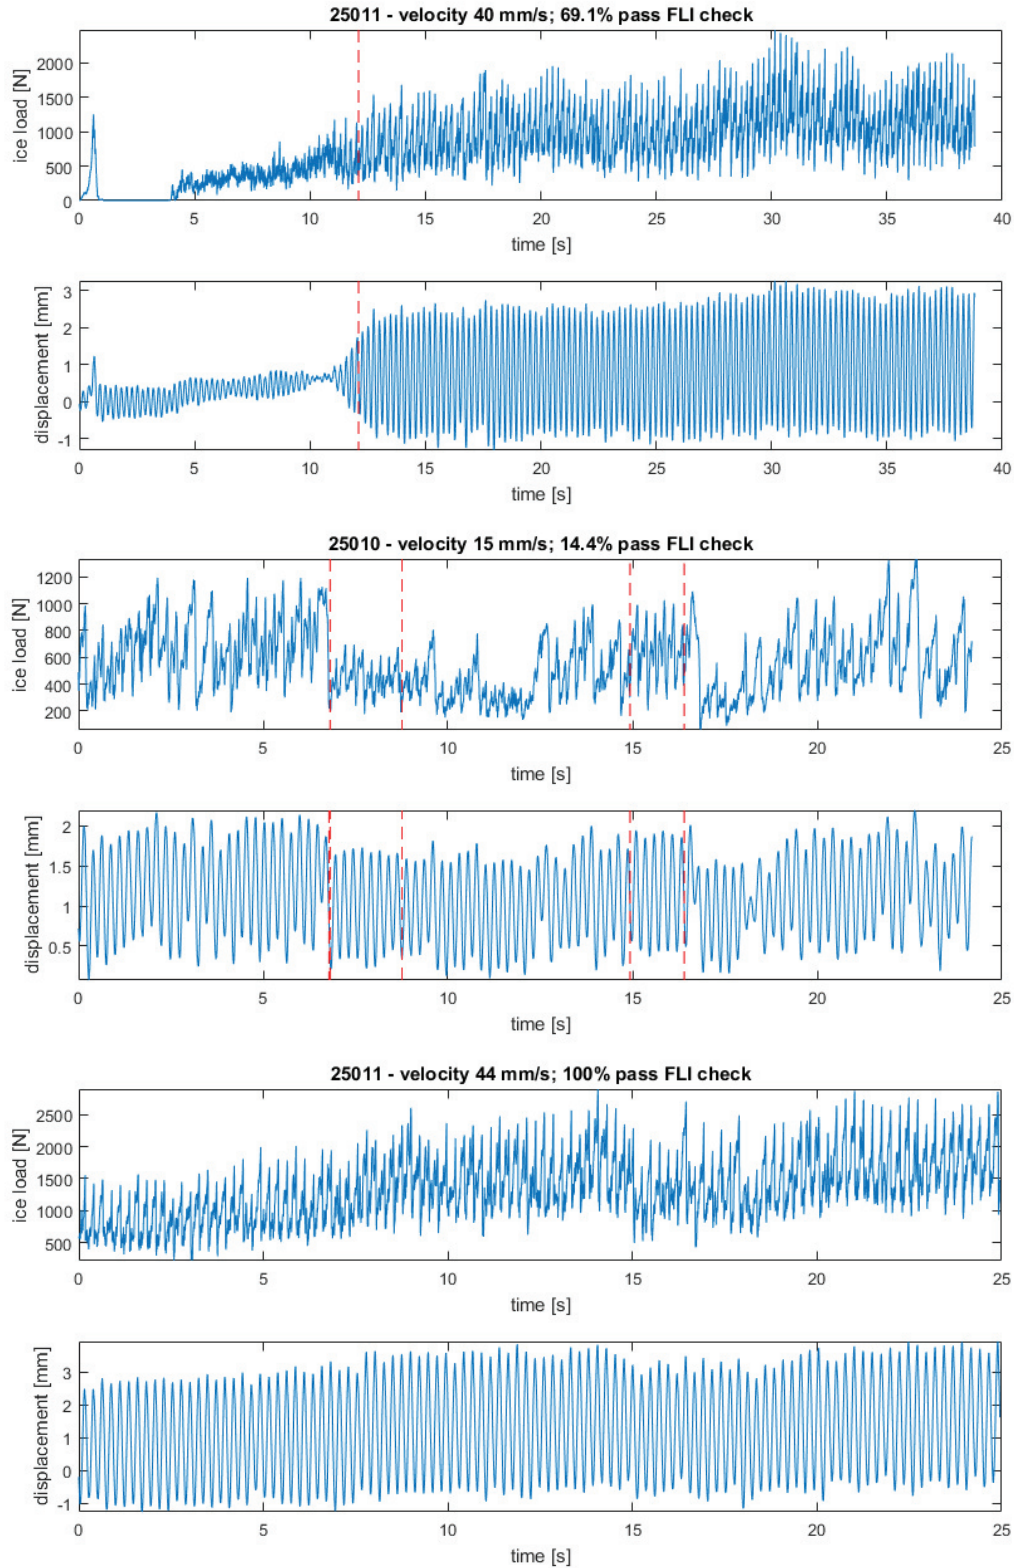 25011 - velocity 40 mm/s; 69.1% pass FLI check
ice load [N]
2000
1500
1000
500
0
0 5 10 15 20 25 30 35 40
time [s]
displacement [mm]
3
2
1
0
-1
0 5 10 15 20 25 30 35 40
time [s]
25010 - velocity 15 mm/s; 14.4% pass FLI check
ice load [N]
1200
1000
800
600
400
200
0 5 10 15 20 25
time [s]
displacement [mm]
2
1.5
1
0.5
0 5 10 15 20 25
time [s]
25011 - velocity 44 mm/s; 100% pass FLI check
ice load [N]
2500
2000
1500
1000
500
0 5 10 15 20 25
time [s]
displacement [mm]
3
2
1
0
-1
0 5 10 15 20 25
time [s]